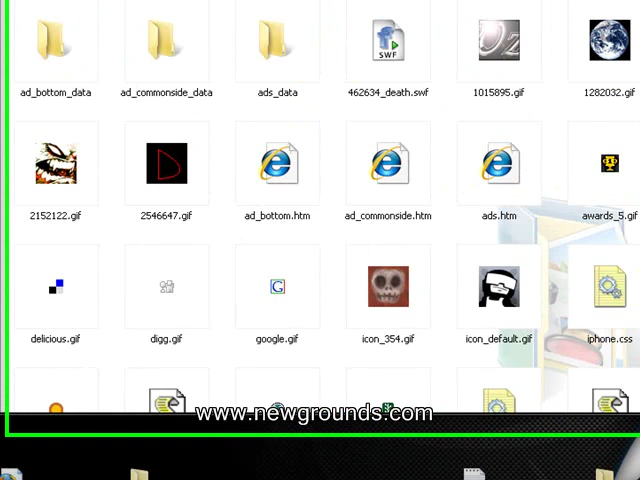 SWF
ad_bottom_data ad_commonside_data ads_data 462634_death.swf 1015895.gif 1282032.gif
2152122.gif 2546647.gif ad_bottom.htm ad_commonside.htm ads.htm awards_5.gif
G
delicious.gif digg.gif google.gif icon_354.gif icon_default.gif iphone.css
www.newgrounds.com